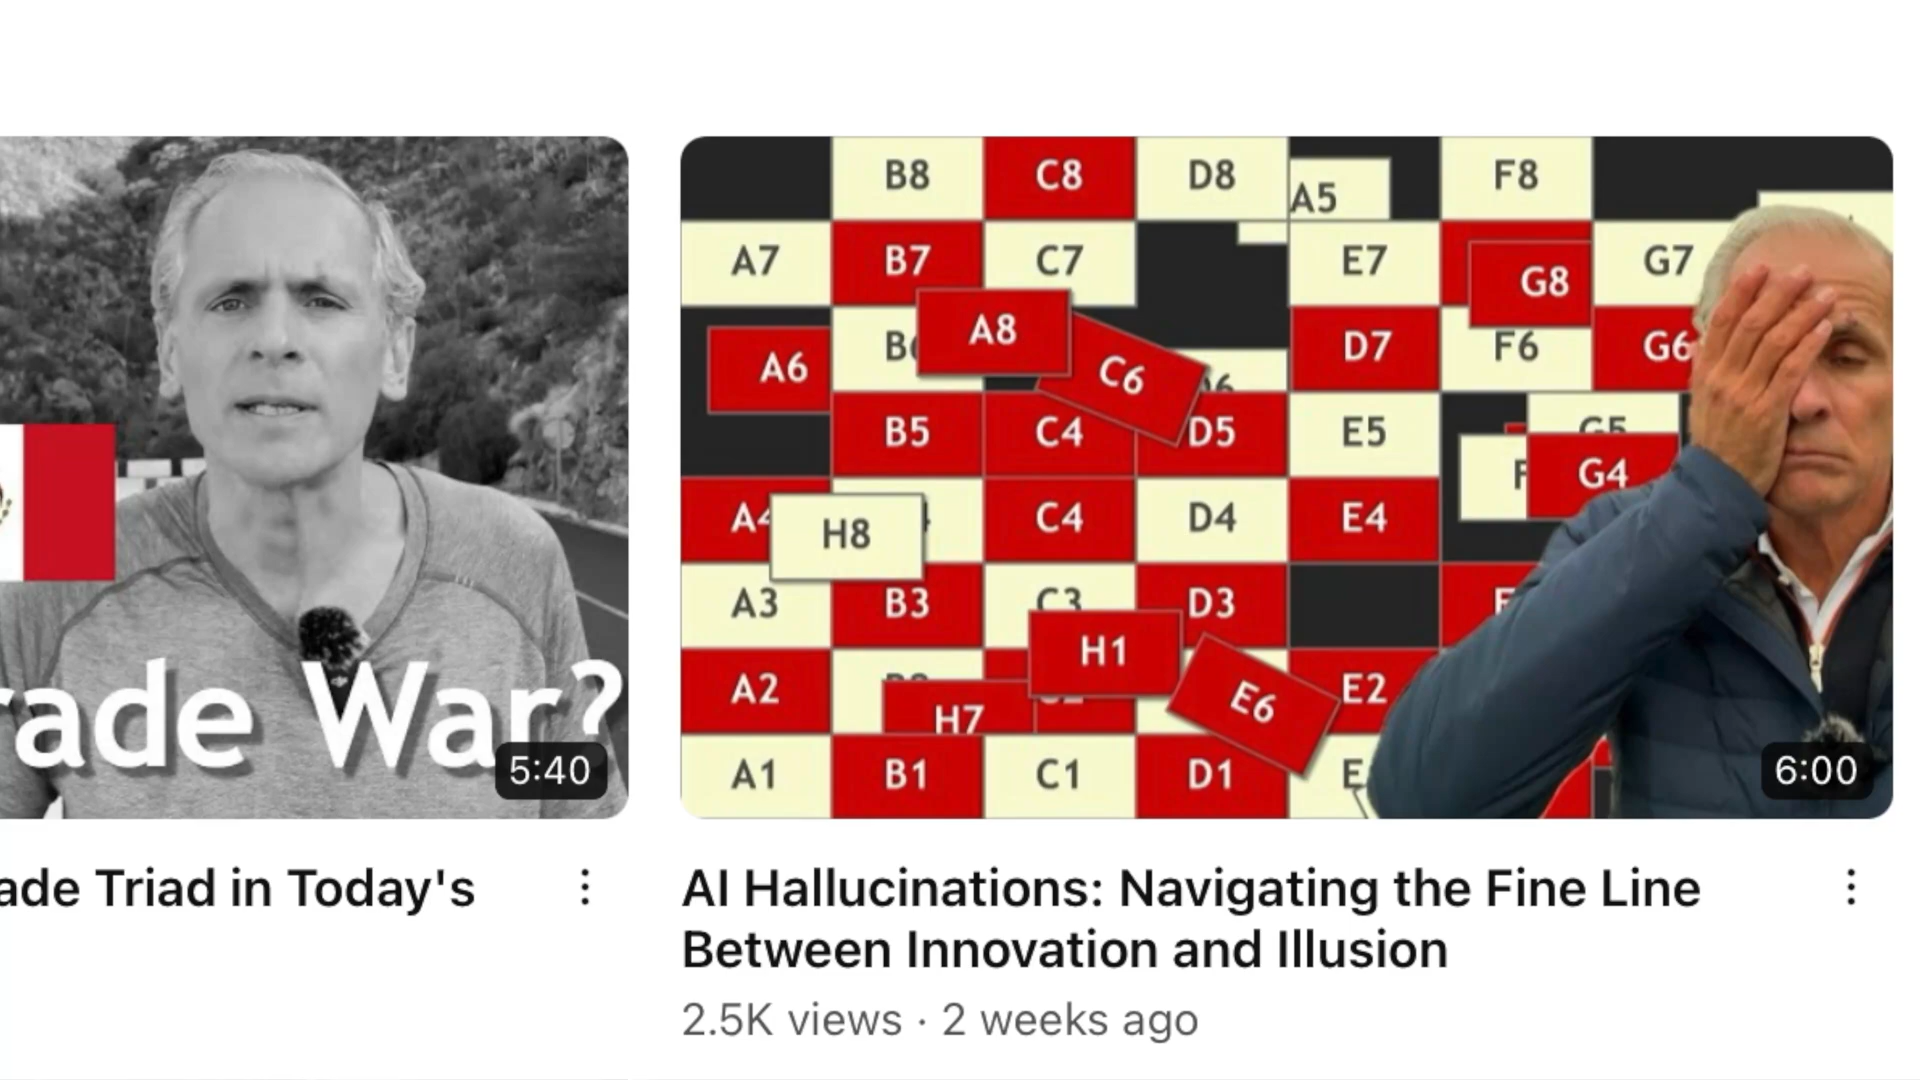 rade War?
5:40
ade Triad in Today's
B8 C8 D8 A5 F8
A7 B7 C7 E7 G8 G7
A6 A8 C6 D7 F6 G6
B5 C4 D5 E5
H8 C4 D4 E4 G4
A3 B3 C3 D3
A2 H7 H1 E6 E2
A1 B1 C1 D1
6:00
AI Hallucinations: Navigating the Fine Line
Between Innovation and Illusion
2.5K views · 2 weeks ago